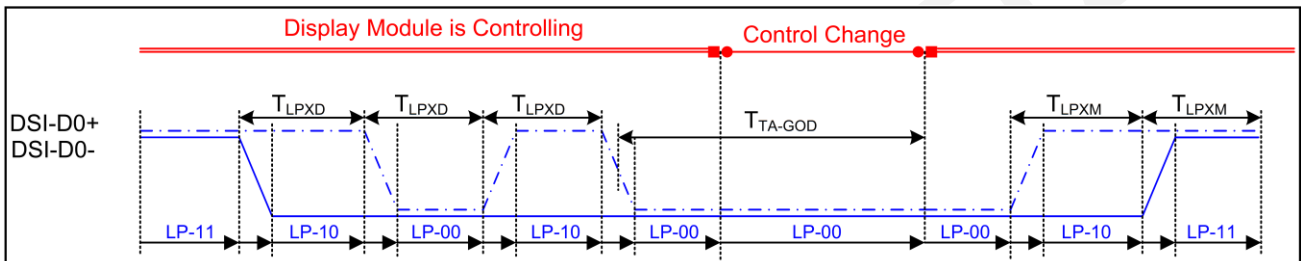 Display Module is Controlling Control Change
TLPXD TLPXD TLPXD TLPXM TLPXM
DSI-D0+
TTA-GOD
DSI-D0-
LP-11 LP-10 LP-00 LP-10 LP-00 LP-00 LP-00 LP-10 LP-11